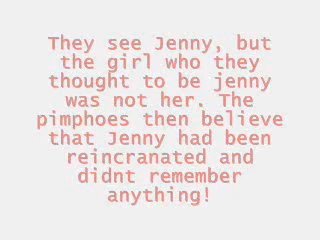 They see Jenny, but
the girl who they
thought to be jenny
was not her. The
pimphoes then believe
that Jenny had been
reincranated and
didnt remember
anything!